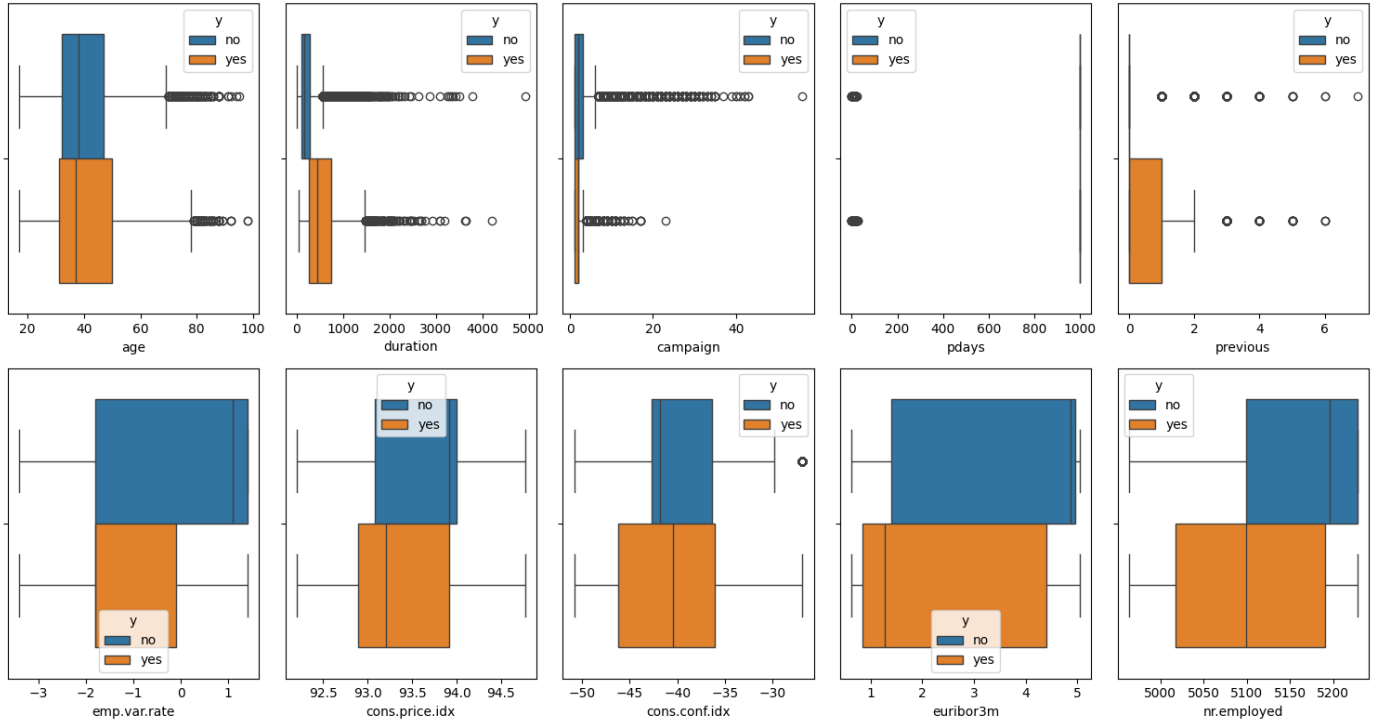 y
no
yes
20 40 60 80 100
age
y
no
yes
0 1000 2000 3000 4000 5000
duration
y
no
yes
0 20 40
campaign
y
no
yes
0 200 400 600 800 1000
pdays
y
no
yes
0 2 4 6
previous
y
no
yes
−3 −2 −1 0 1
emp.var.rate
y
no
yes
92.5 93.0 93.5 94.0 94.5
cons.price.idx
y
no
yes
−50 −45 −40 −35 −30
cons.conf.idx
y
no
yes
1 2 3 4 5
euribor3m
y
no
yes
5000 5050 5100 5150 5200
nr.employed